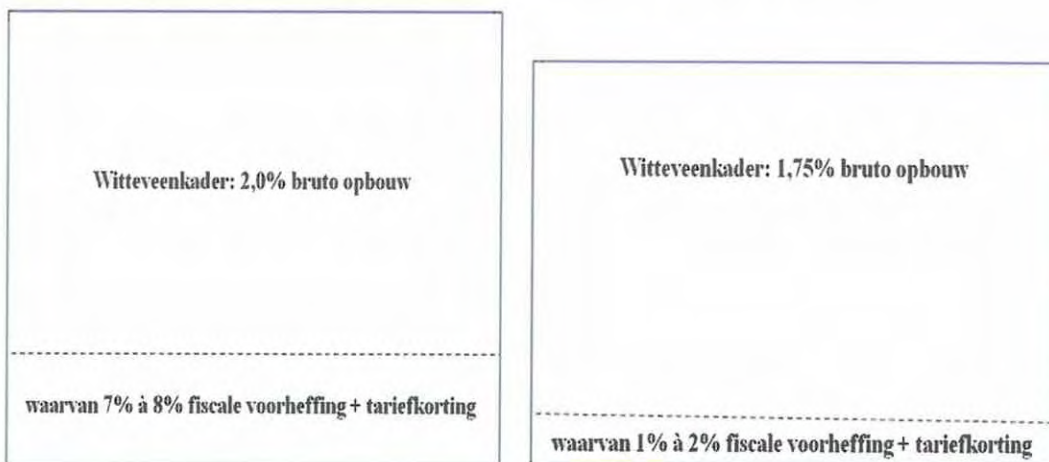 Witteveenkader: 2,0% bruto opbouw
waarvan 7% à 8% fiscale voorheffing + tariefkorting
Witteveenkader: 1,75% bruto opbouw
waarvan 1% à 2% fiscale voorheffing + tariefkorting